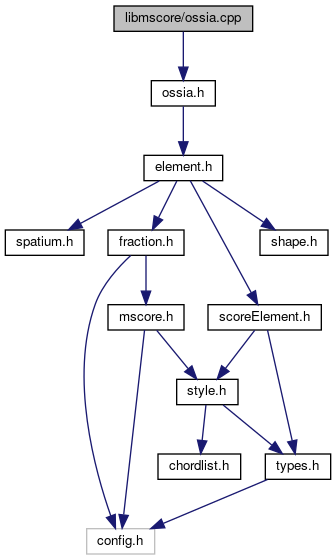 libmscore/ossia.cpp
ossia.h
element.h
spatium.h
fraction.h
shape.h
mscore.h
scoreElement.h
style.h
chordlist.h
types.h
config.h